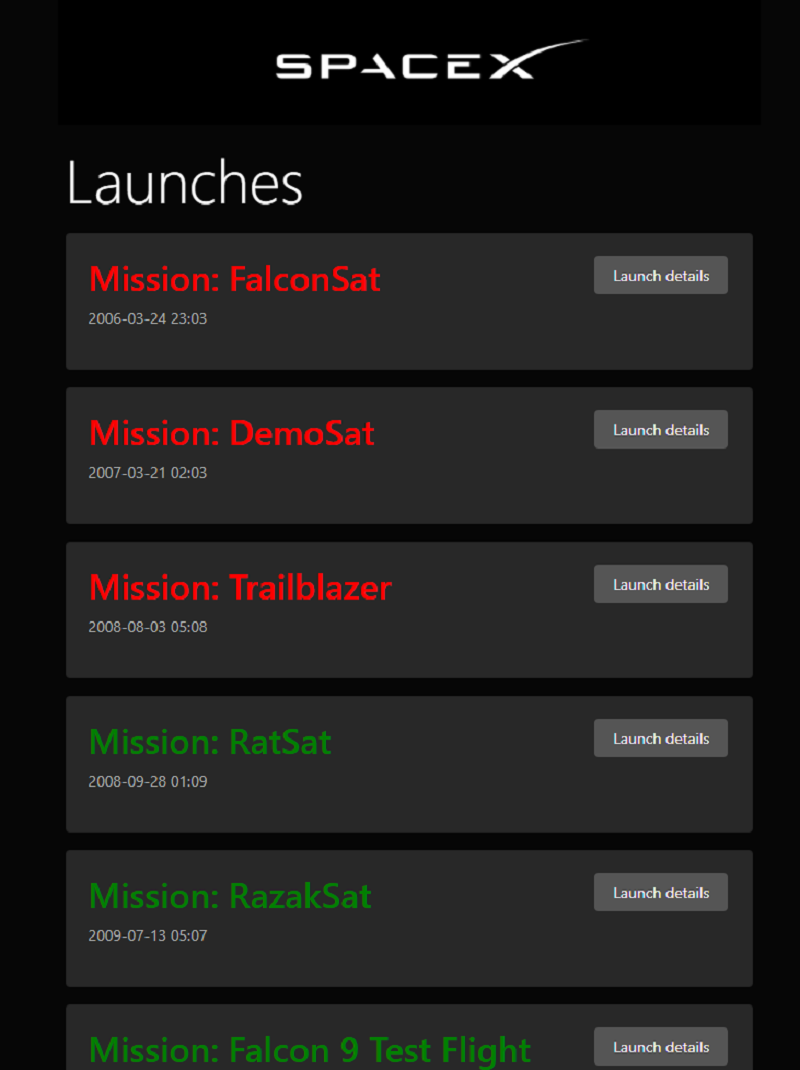 SPACEX
Launches
Mission: FalconSat
Launch details
2006-03-24 23:03
Mission: DemoSat
Launch details
2007-03-21 02:03
Mission: Trailblazer
Launch details
2008-08-03 05:08
Mission: RatSat
Launch details
2008-09-28 01:09
Mission: RazakSat
Launch details
2009-07-13 05:07
Mission: Falcon 9 Test Flight
Launch details